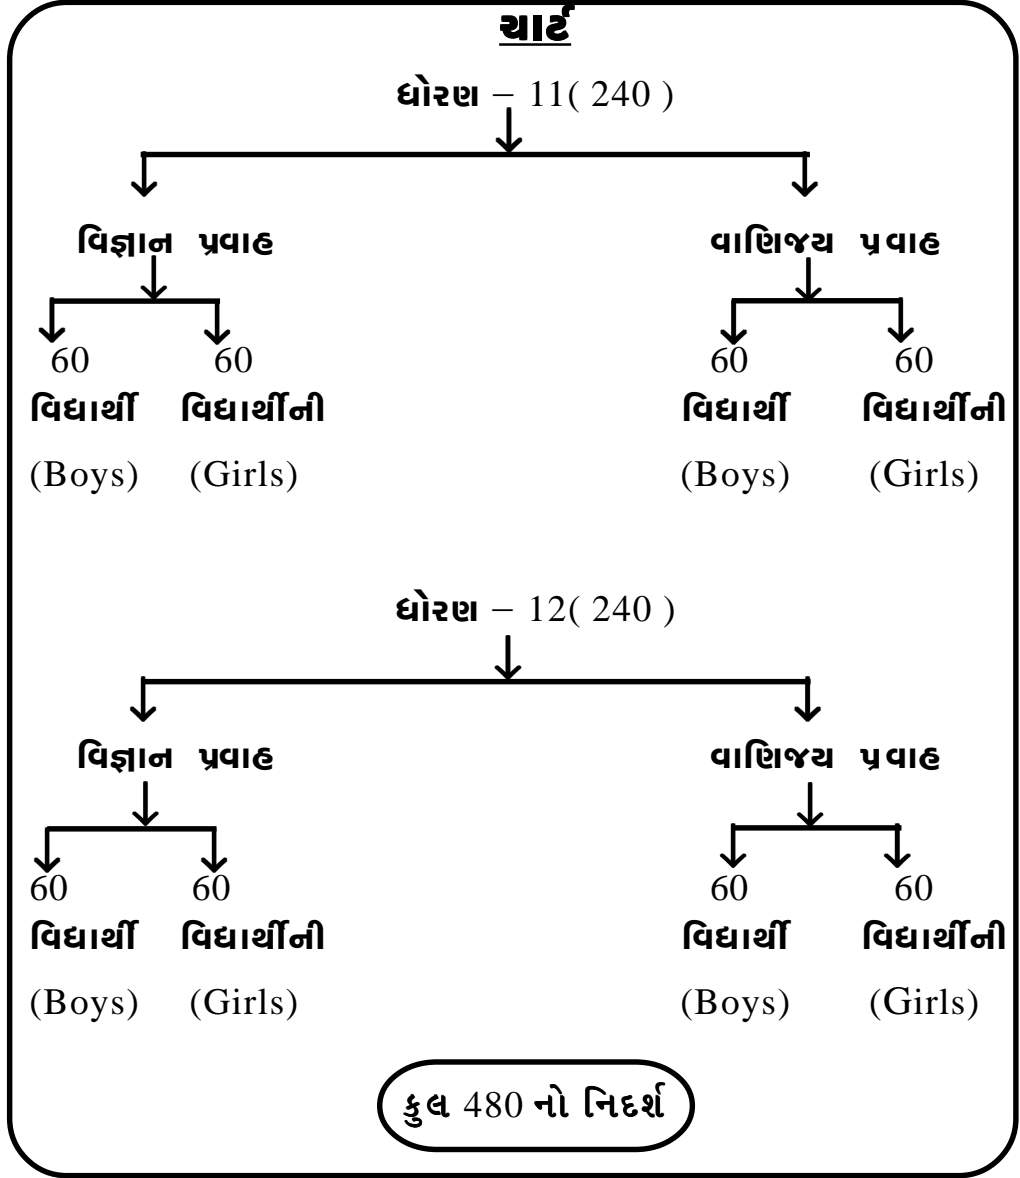 ચાર્ટ
ધોરણ – 11( 240 )
વિજ્ઞાન પ્રવાહ વાણિજય પ્રવાહ
60 60 60 60
વિદ્યાર્થી વિદ્યાર્થીની વિદ્યાર્થી વિદ્યાર્થીની
(Boys) (Girls) (Boys) (Girls)
ધોરણ – 12( 240 )
વિજ્ઞાન પ્રવાહ વાણિજય પ્રવાહ
60 60 60 60
વિદ્યાર્થી વિદ્યાર્થીની વિદ્યાર્થી વિદ્યાર્થીની
(Boys) (Girls) (Boys) (Girls)
કુલ 480 નો નિદર્શ